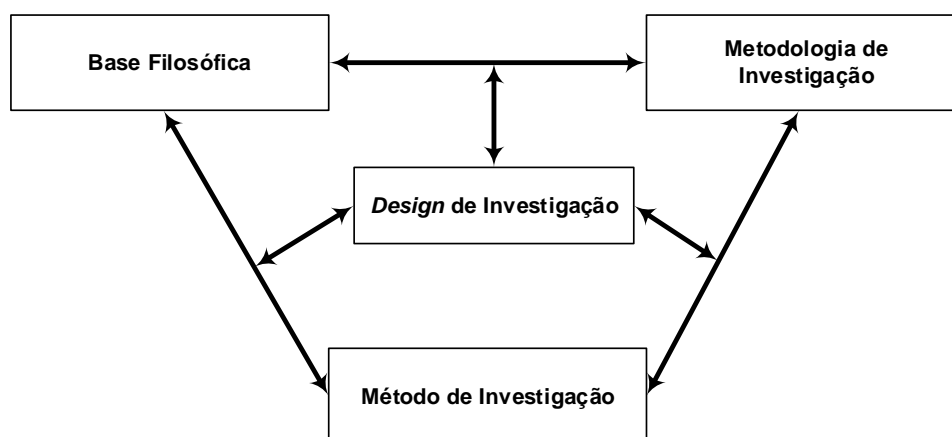 Base Filosófica
Metodologia de
Investigação
Design de Investigação
Método de Investigação